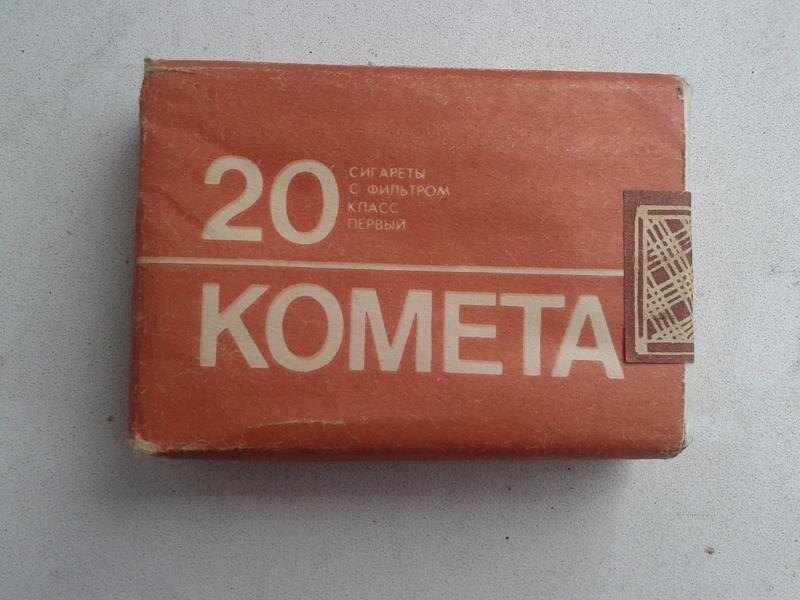 20
СИГАРЕТЫ
С ФИЛЬТРОМ
КЛАСС
ПЕРВЫЙ
КОМЕТА